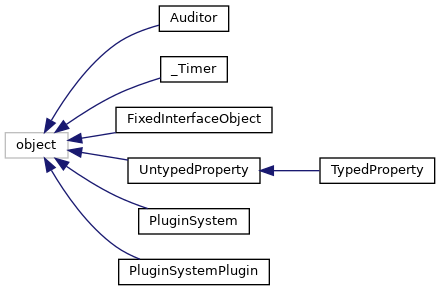 Auditor
_Timer
FixedInterfaceObject
object
UntypedProperty
TypedProperty
PluginSystem
PluginSystemPlugin